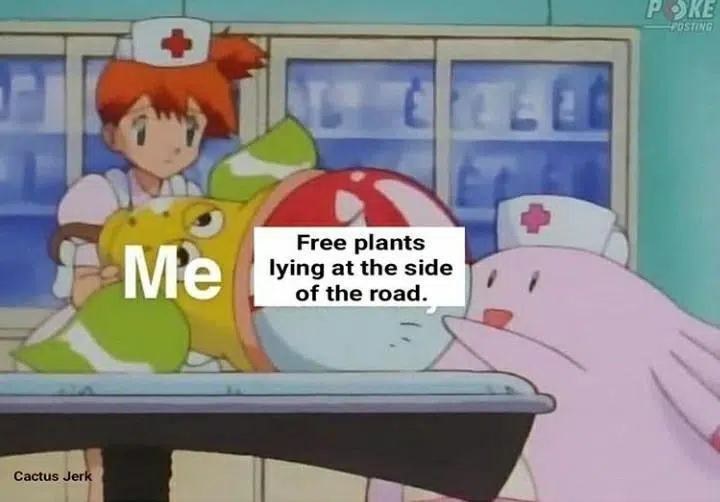 POKE
POSTING
Me
Free plants
lying at the side
of the road.
Cactus Jerk